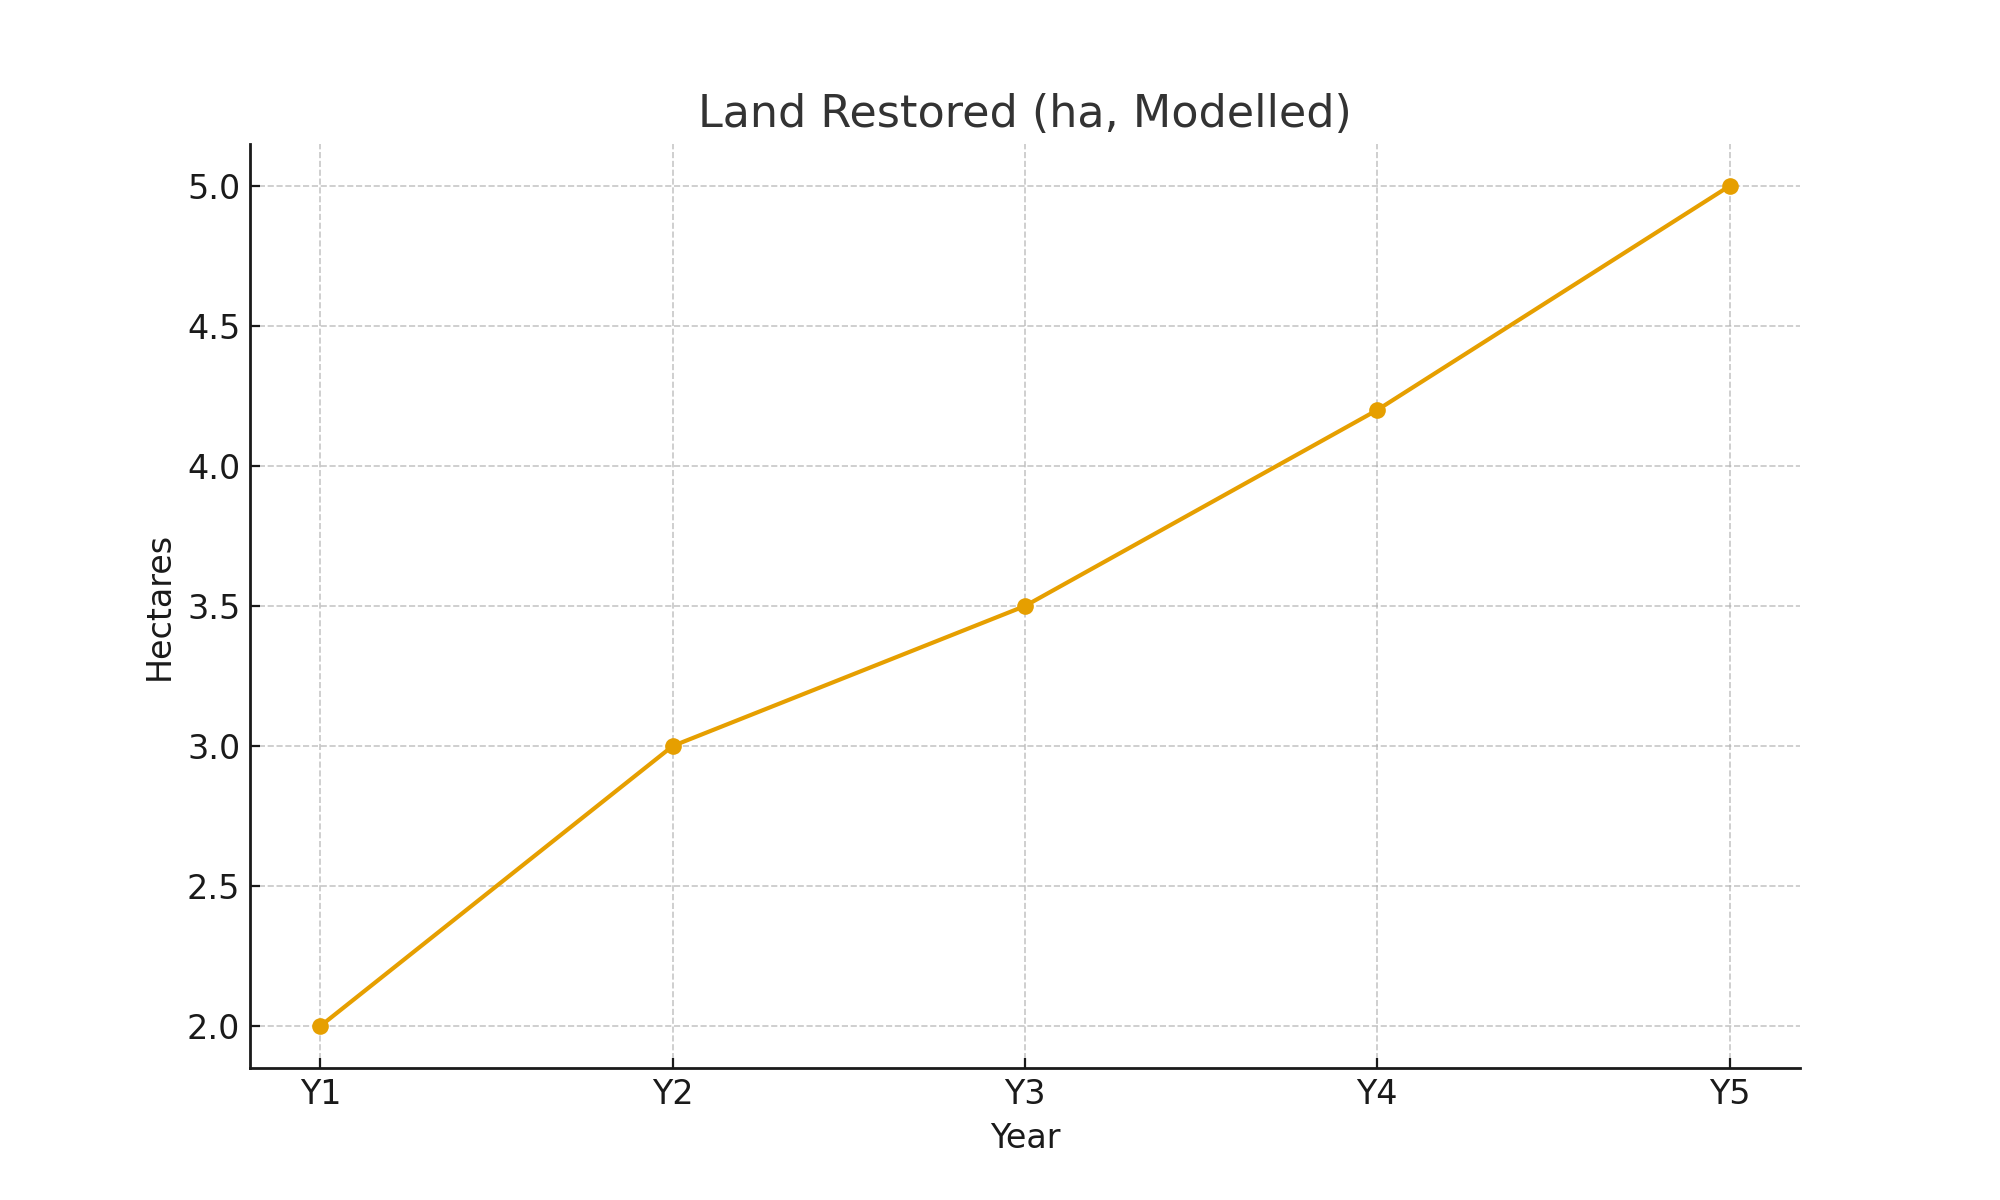 Land Restored (ha, Modelled)
5.0
4.5
4.0
3.5
3.0
2.5
2.0
Hectares
Y1 Y2 Y3 Y4 Y5
Year